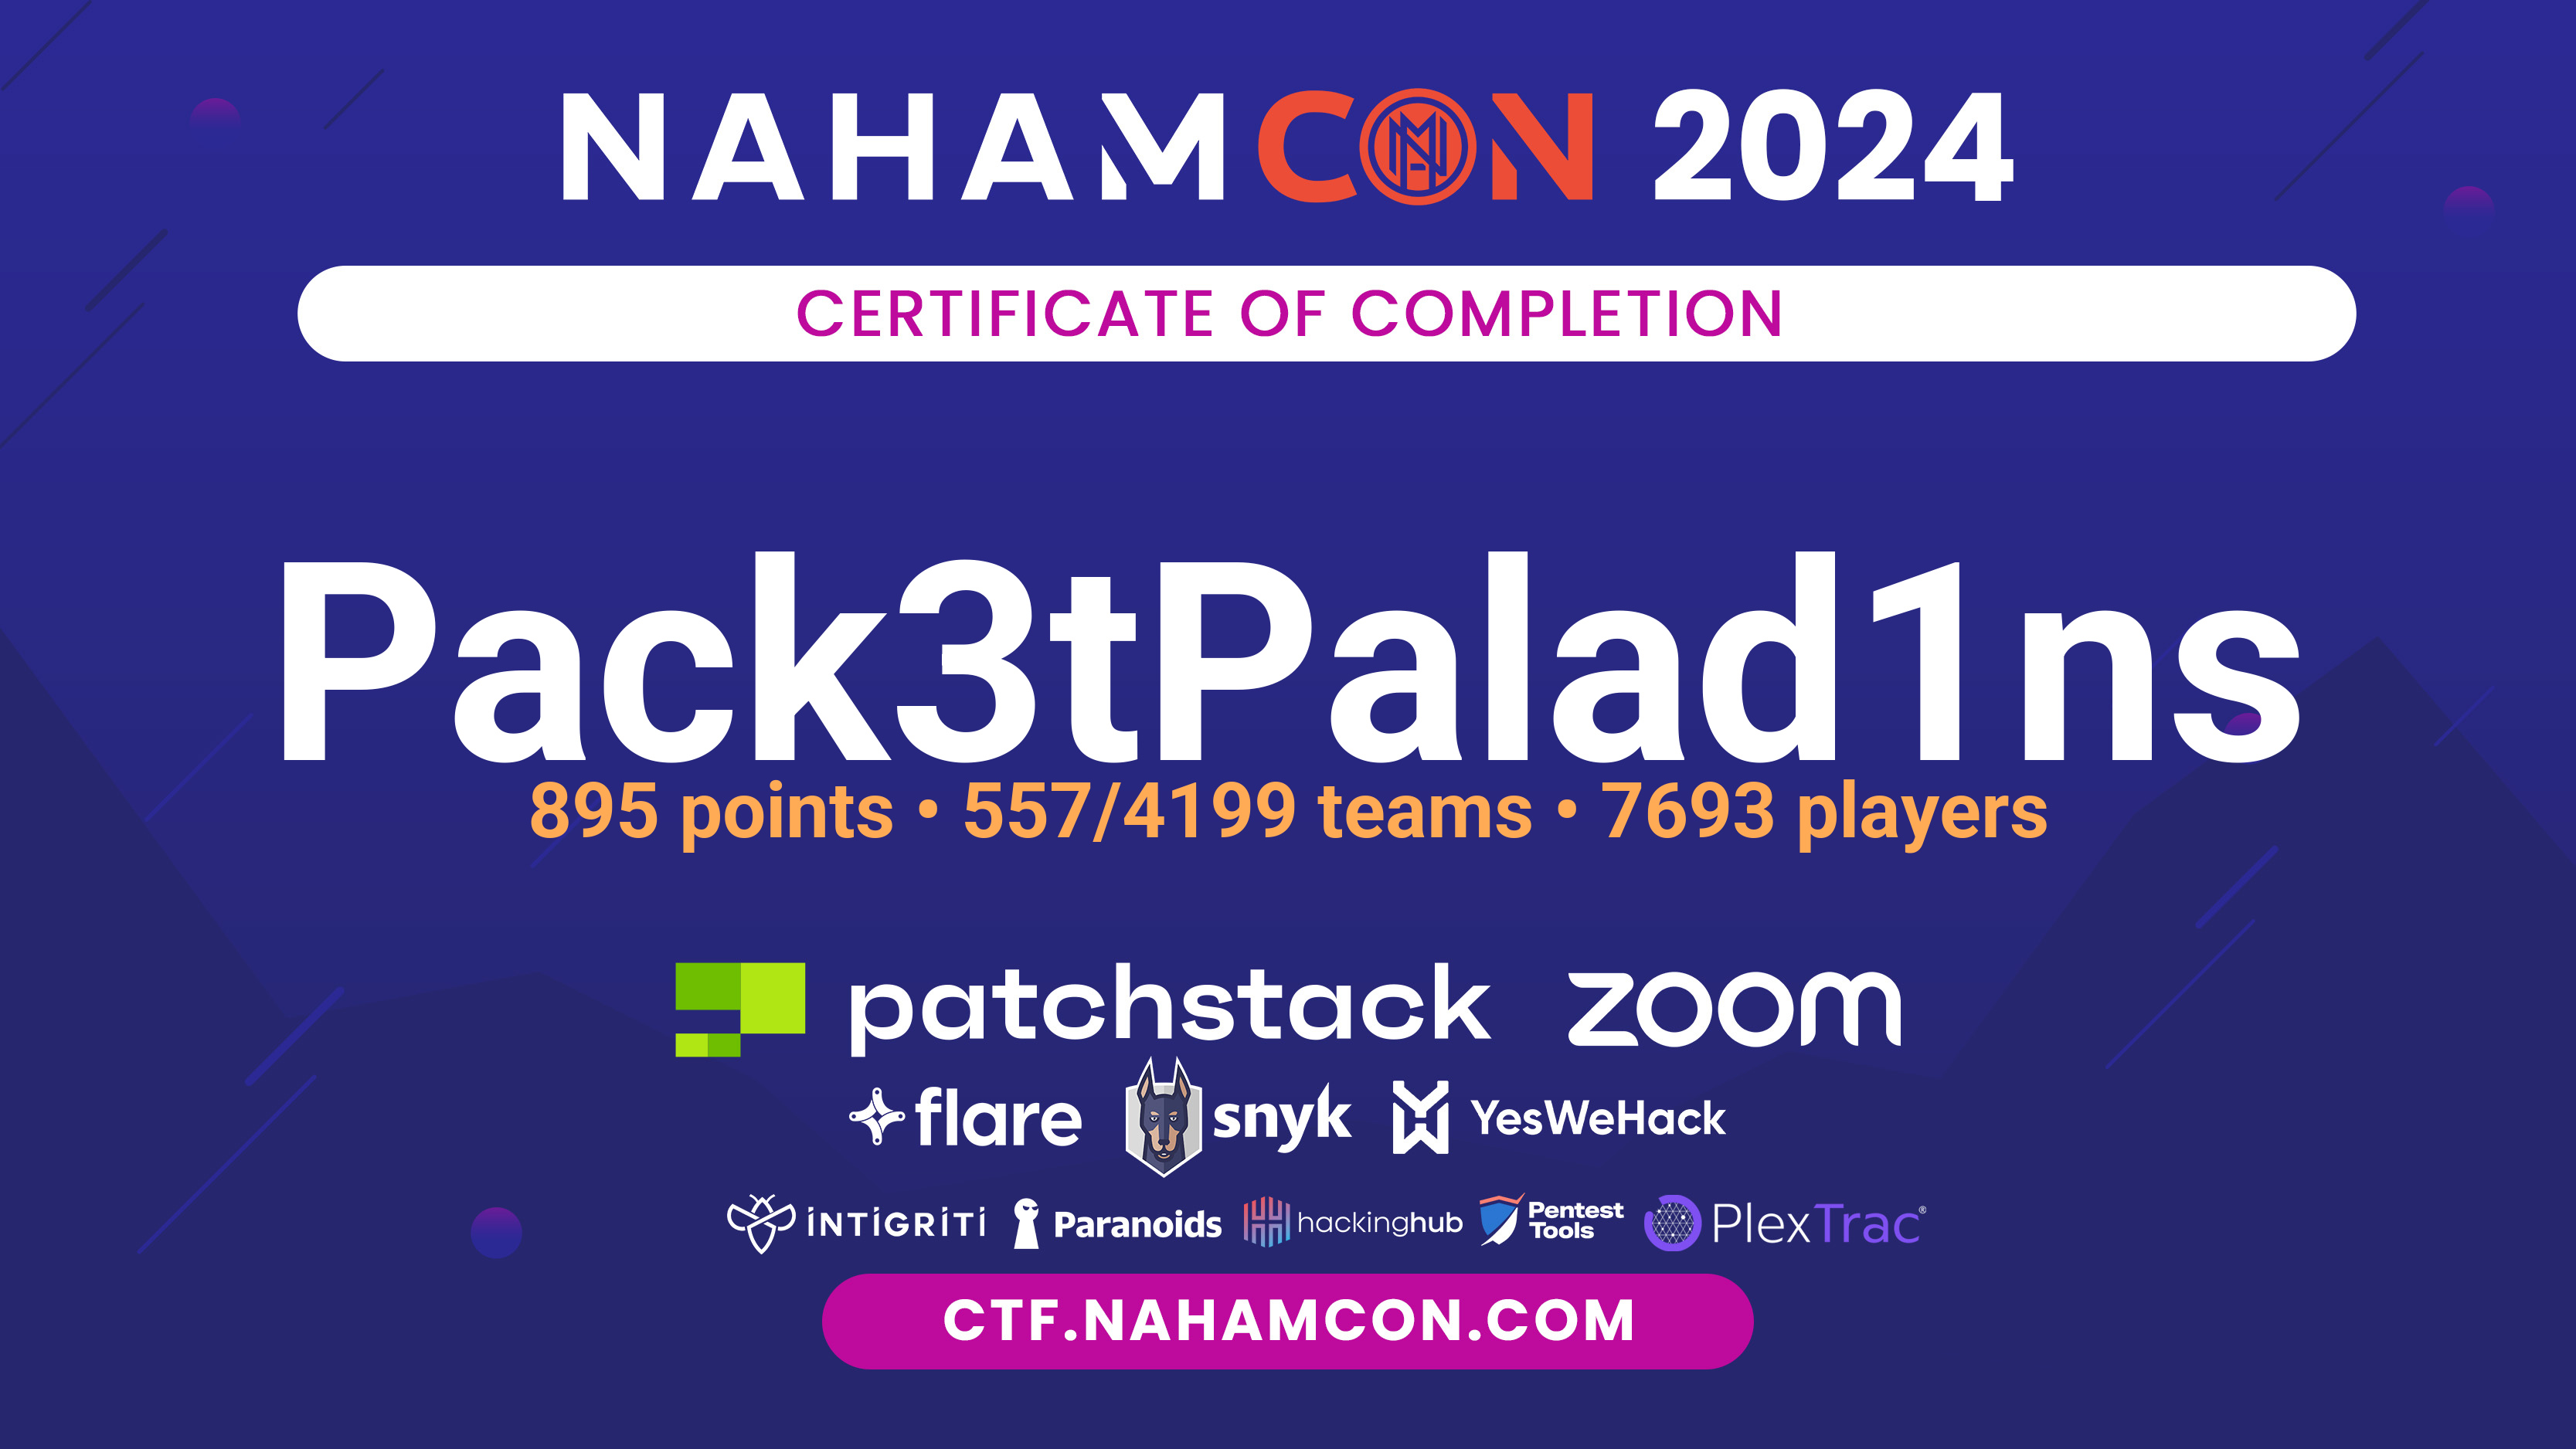 NAHAMCON 2024
CERTIFICATE OF COMPLETION
Pack3tPalad1ns
895 points • 557/4199 teams • 7693 players
patchstack zoom
flare snyk YesWeHack
INTIGRITI Paranoids hackinghub Pentest Tools PlexTrac®
CTF.NAHAMCON.COM